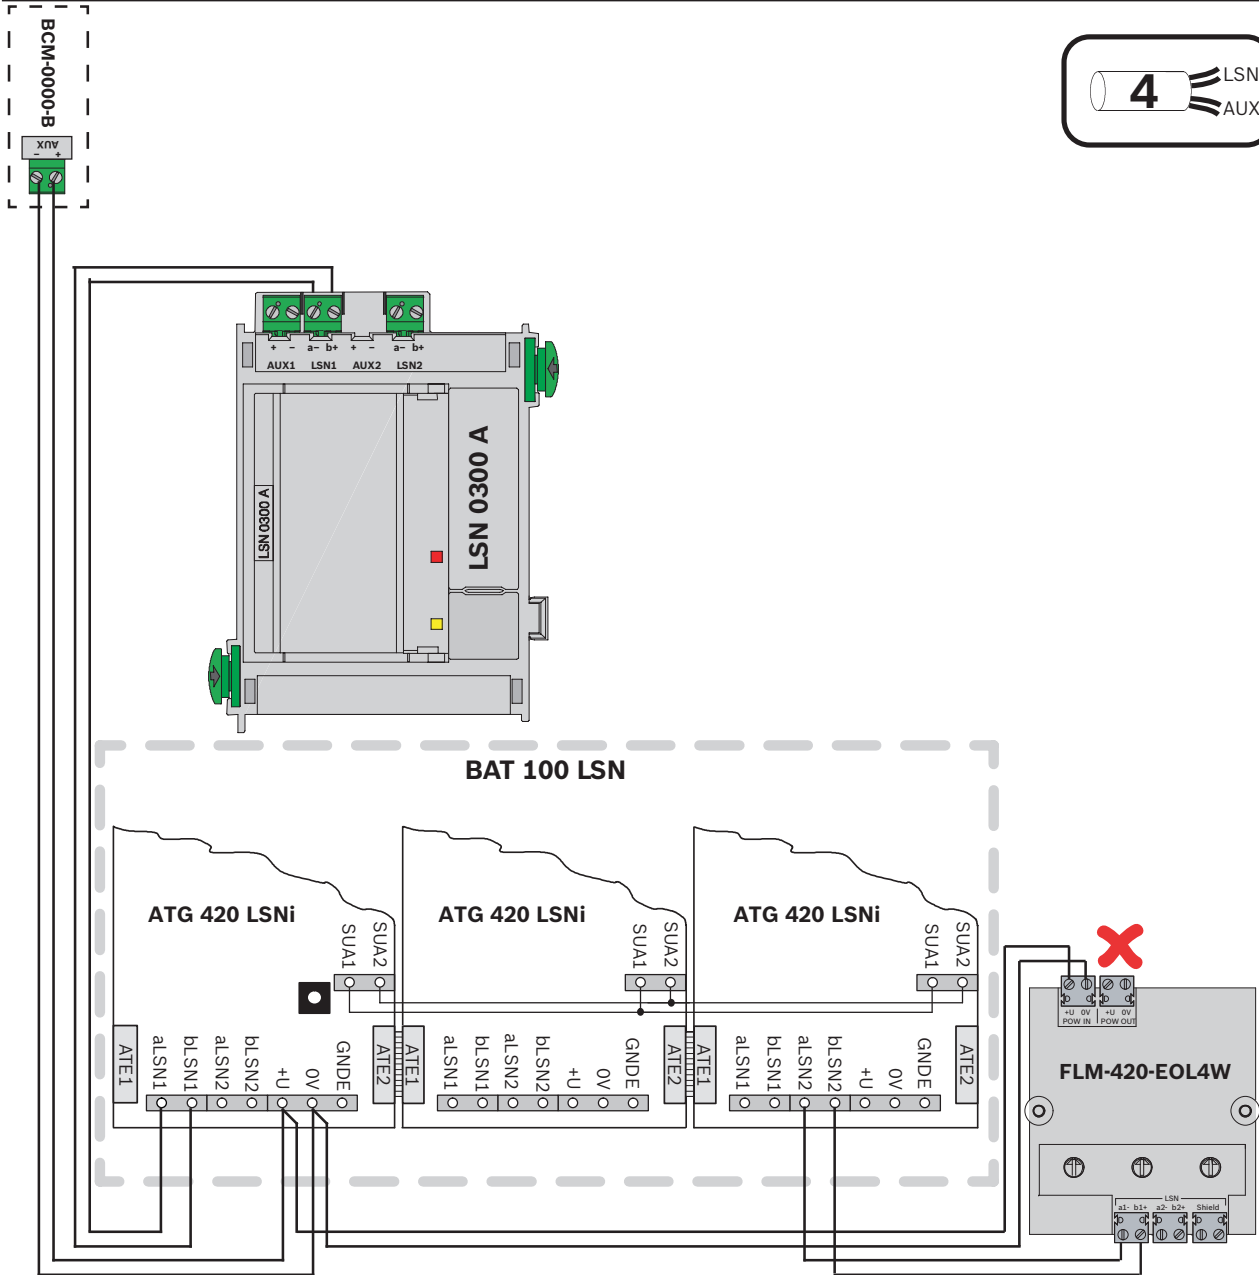 BCM-0000-B
AUX
- +
4
LSN
AUX
+ - a- b+ + - a- b+
AUX1 LSN1 AUX2 LSN2
LSN 0300 A
LSN 0300 A
BAT 100 LSN
ATG 420 LSNi
ATG 420 LSNi
ATG 420 LSNi
SUA1 SUA2
SUA1 SUA2
SUA1 SUA2
ATE1 aLSN1 bLSN1 aLSN2 bLSN2 +U 0V GNDE ATE2
ATE1 aLSN1 bLSN1 aLSN2 bLSN2 +U 0V GNDE ATE2
ATE1 aLSN1 bLSN1 aLSN2 bLSN2 +U 0V GNDE ATE2
+U 0V +U 0V
POW IN POW OUT
FLM-420-EOL4W
LSN
a1- b1+ a2- b2+ Shield